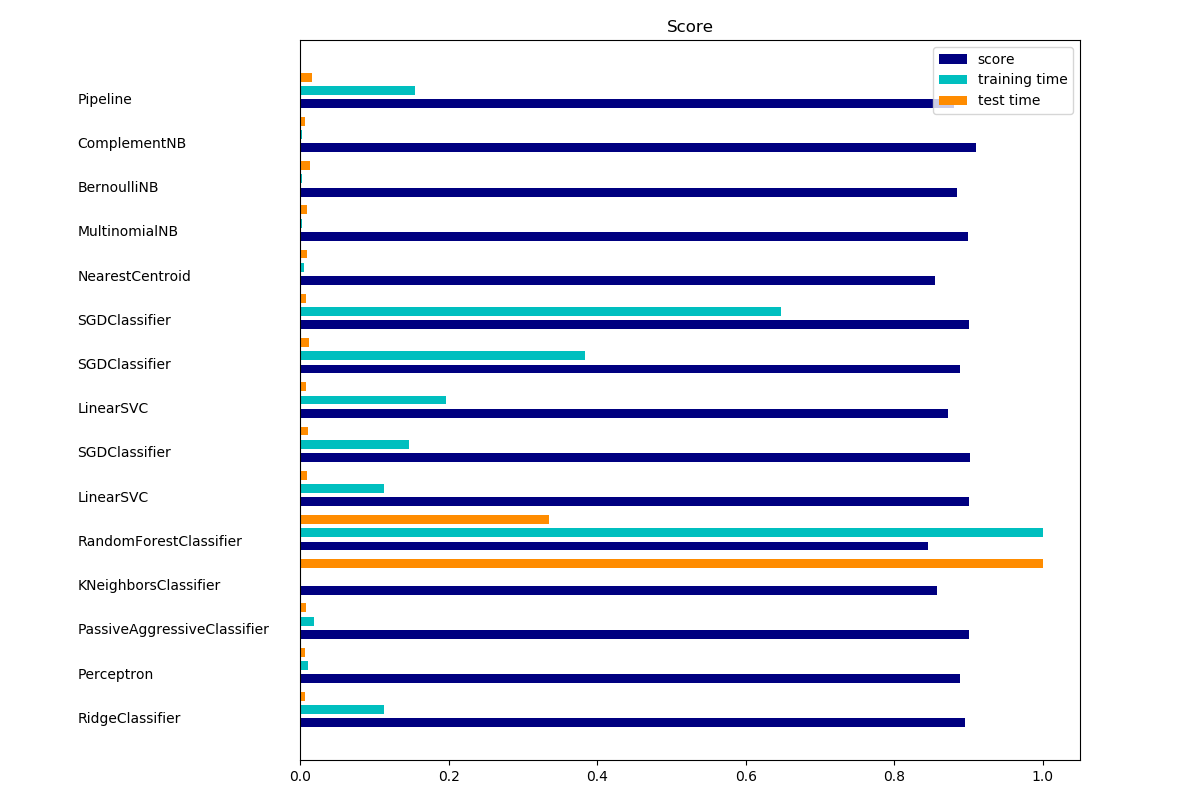 Score
score
training time
test time
Pipeline
ComplementNB
BernoulliNB
MultinomialNB
NearestCentroid
SGDClassifier
SGDClassifier
LinearSVC
SGDClassifier
LinearSVC
RandomForestClassifier
KNeighborsClassifier
PassiveAggressiveClassifier
Perceptron
RidgeClassifier
0.0 0.2 0.4 0.6 0.8 1.0